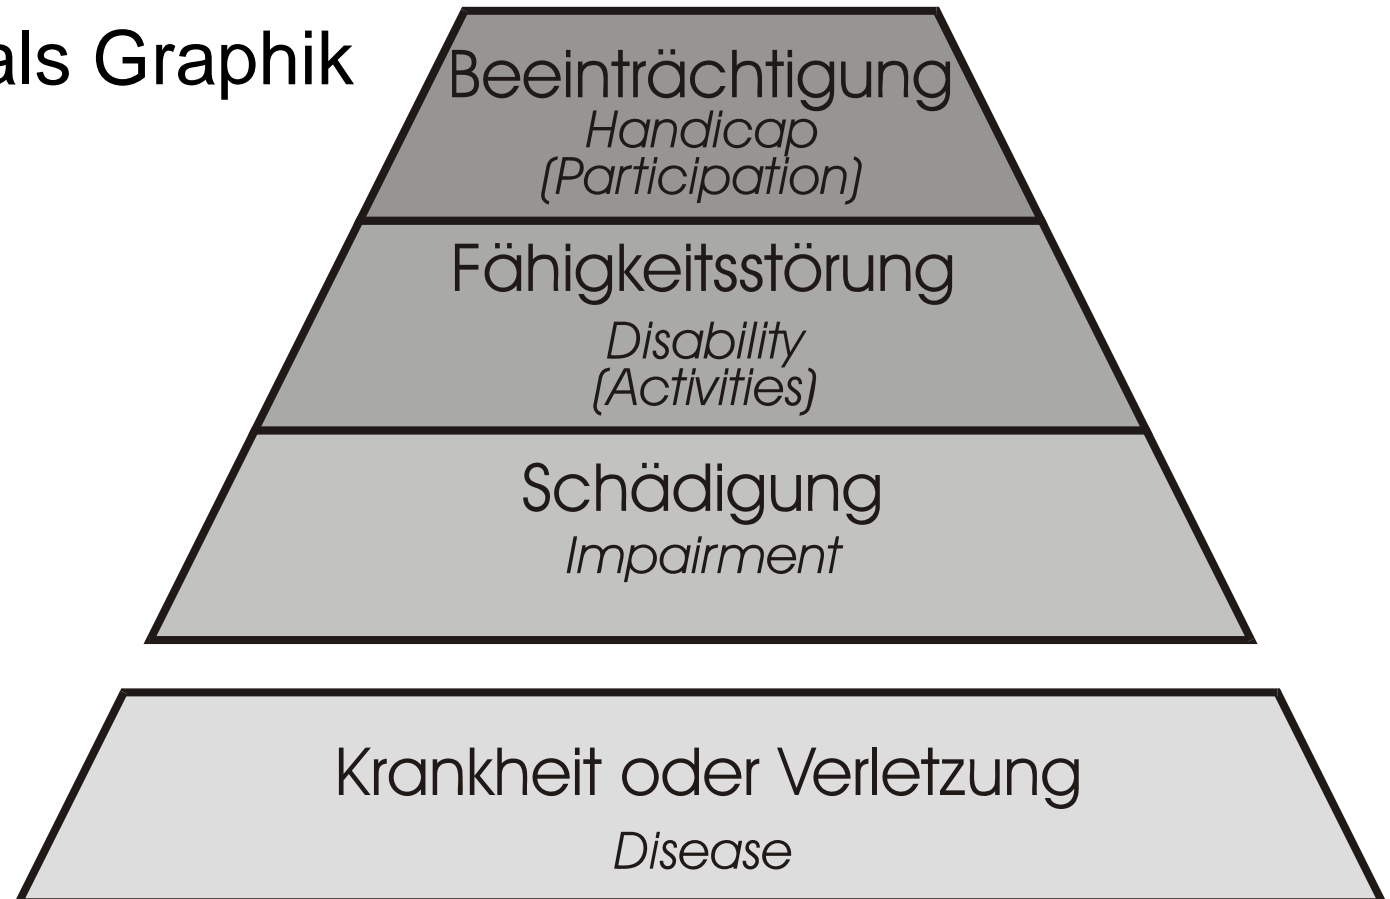 als Graphik
Beeinträchtigung
Handicap
(Participation)
Fähigkeitsstörung
Disability
(Activities)
Schädigung
Impairment
Krankheit oder Verletzung
Disease